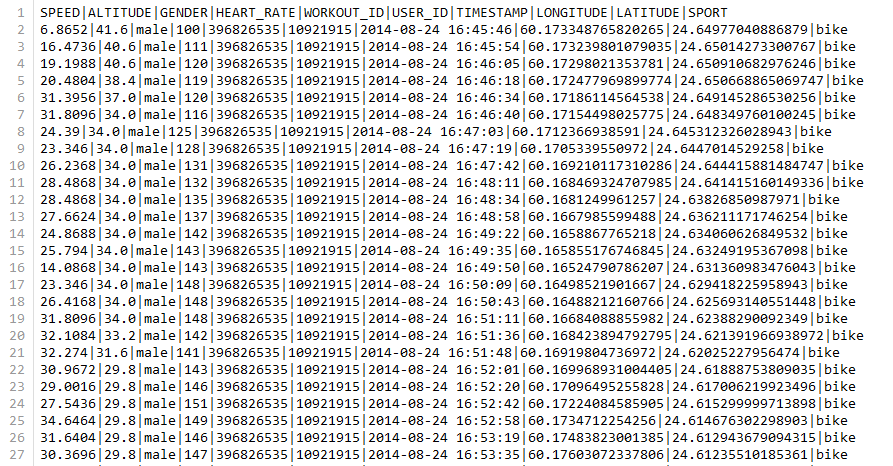 1 SPEED|ALTITUDE|GENDER|HEART_RATE|WORKOUT_ID|USER_ID|TIMESTAMP|LONGITUDE|LATITUDE|SPORT
2 6.8652|41.6|male|100|396826535|10921915|2014-08-24 16:45:46|60.173348765820265|24.64977040886879|bike
3 16.4736|40.6|male|111|396826535|10921915|2014-08-24 16:45:54|60.173239801079035|24.65014273300767|bike
4 19.1988|40.6|male|120|396826535|10921915|2014-08-24 16:46:05|60.17298021353781|24.650910682976246|bike
5 20.4804|38.4|male|119|396826535|10921915|2014-08-24 16:46:18|60.172477969899774|24.650668865069747|bike
6 31.3956|37.0|male|120|396826535|10921915|2014-08-24 16:46:34|60.17186114564538|24.649145286530256|bike
7 31.8096|34.0|male|116|396826535|10921915|2014-08-24 16:46:40|60.17154498025775|24.648349760100245|bike
8 24.39|34.0|male|125|396826535|10921915|2014-08-24 16:47:03|60.1712366938591|24.645312326028943|bike
9 23.346|34.0|male|128|396826535|10921915|2014-08-24 16:47:19|60.1705339550972|24.6447014529258|bike
10 26.2368|34.0|male|131|396826535|10921915|2014-08-24 16:47:42|60.169210117310286|24.644415881484747|bike
11 28.4868|34.0|male|132|396826535|10921915|2014-08-24 16:48:11|60.168469324707985|24.641415160149336|bike
12 28.4868|34.0|male|135|396826535|10921915|2014-08-24 16:48:34|60.1681249961257|24.63826850987971|bike
13 27.6624|34.0|male|137|396826535|10921915|2014-08-24 16:48:58|60.1667985599488|24.636211171746254|bike
14 24.8688|34.0|male|142|396826535|10921915|2014-08-24 16:49:22|60.1658867765218|24.634060626849532|bike
15 25.794|34.0|male|143|396826535|10921915|2014-08-24 16:49:35|60.165855176746845|24.63249195367098|bike
16 14.0868|34.0|male|143|396826535|10921915|2014-08-24 16:49:50|60.16524790786207|24.631360983476043|bike
17 23.346|34.0|male|148|396826535|10921915|2014-08-24 16:50:09|60.16498521901667|24.629418225958943|bike
18 26.4168|34.0|male|148|396826535|10921915|2014-08-24 16:50:43|60.16488212160766|24.625693140551448|bike
19 31.8096|34.0|male|148|396826535|10921915|2014-08-24 16:51:11|60.16684088855982|24.62388290092349|bike
20 32.1084|33.2|male|142|396826535|10921915|2014-08-24 16:51:36|60.168423894792795|24.621391966938972|bike
21 32.274|31.6|male|141|396826535|10921915|2014-08-24 16:51:48|60.16919804736972|24.62025227956474|bike
22 30.9672|29.8|male|143|396826535|10921915|2014-08-24 16:52:01|60.169968931004405|24.61888753809035|bike
23 29.0016|29.8|male|146|396826535|10921915|2014-08-24 16:52:20|60.17096495255828|24.617006219923496|bike
24 27.5436|29.8|male|151|396826535|10921915|2014-08-24 16:52:42|60.17224084585905|24.615299999713898|bike
25 34.6464|29.8|male|149|396826535|10921915|2014-08-24 16:52:58|60.1734712254256|24.614676302298903|bike
26 31.6404|29.8|male|146|396826535|10921915|2014-08-24 16:53:19|60.17483823001385|24.612943679094315|bike
27 30.3696|29.8|male|147|396826535|10921915|2014-08-24 16:53:35|60.17603072337806|24.61235510185361|bike